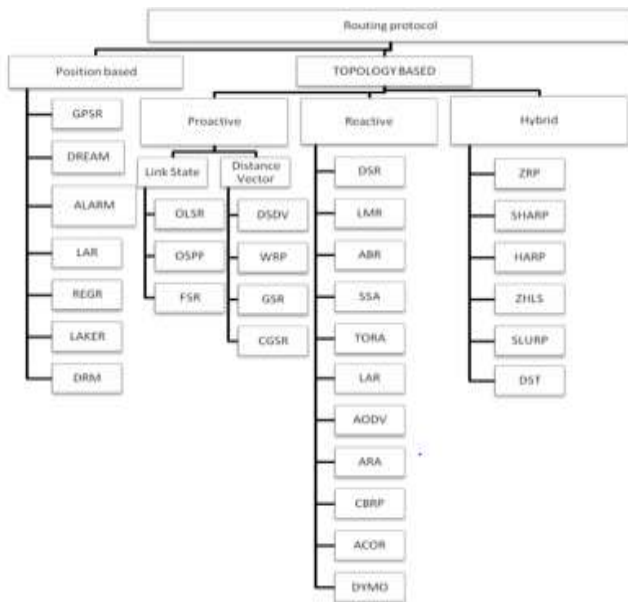 Routing protocol
Position based
TOPOLOGY BASED
GPSR
DREAM
ALARM
LAR
REGR
LAKER
DRM
Proactive
Link State
OLSR
OSPF
FSR
Distance
Vector
DSDV
WRP
GSR
CGSR
Reactive
DSR
LMR
ABR
SSA
TORA
LAR
AODV
ARA
CBRP
ACOR
DYMO
Hybrid
ZRP
SHARP
HARP
ZHLS
SLURP
DST